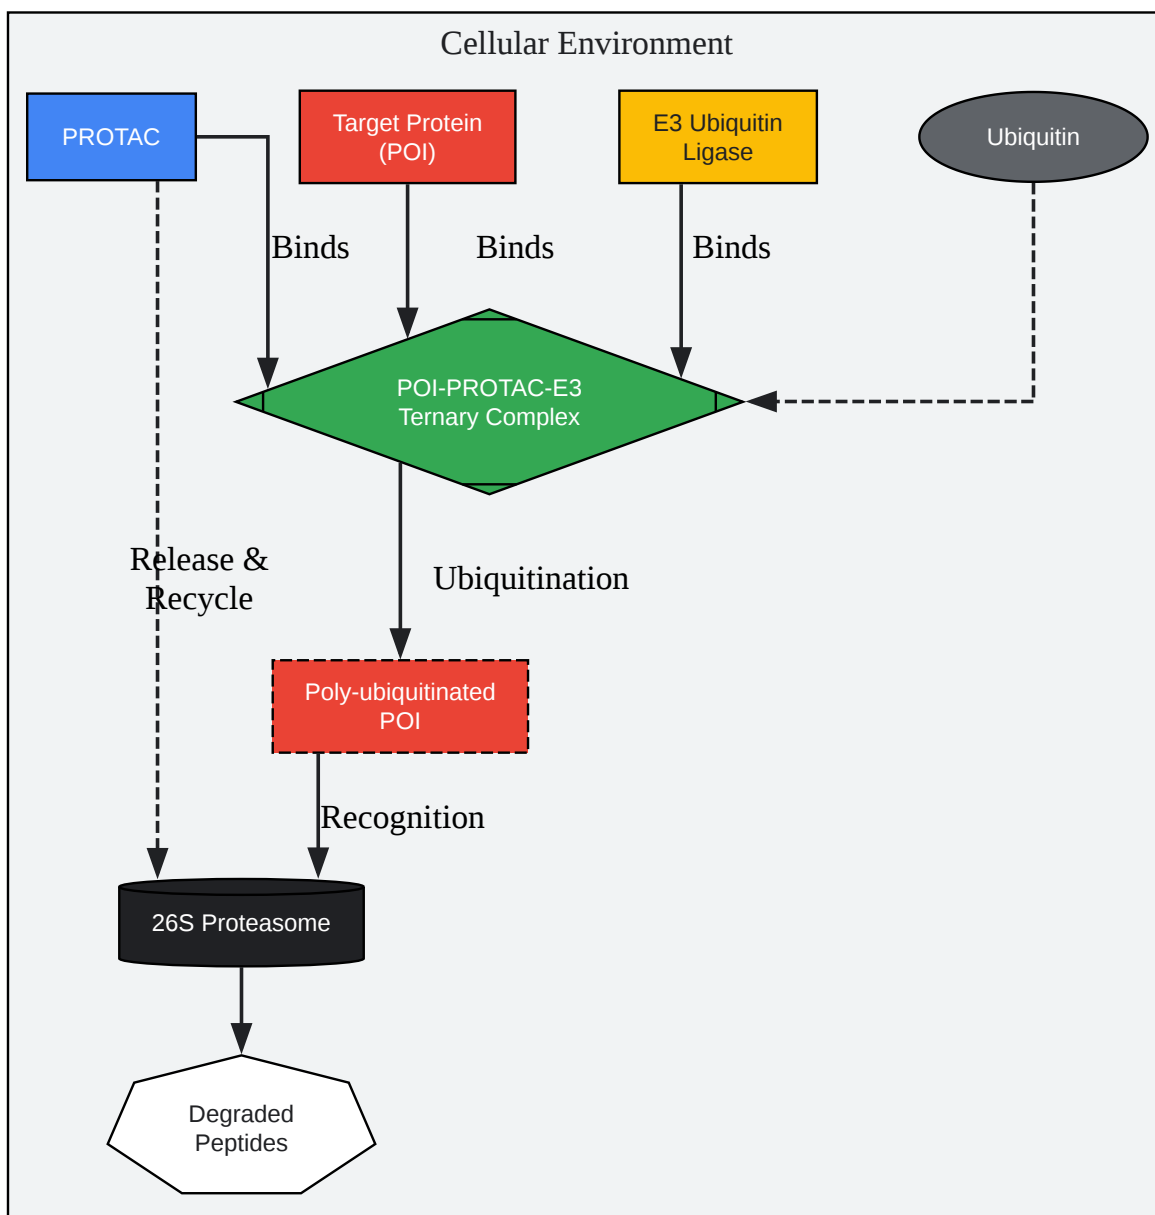 Cellular Environment
PROTAC
Target Protein
(POI)
E3 Ubiquitin
Ligase
Ubiquitin
Binds
Binds
Binds
POI-PROTAC-E3
Ternary Complex
Release &
Recycle
Ubiquitination
Poly-ubiquitinated
POI
Recognition
26S Proteasome
Degraded
Peptides